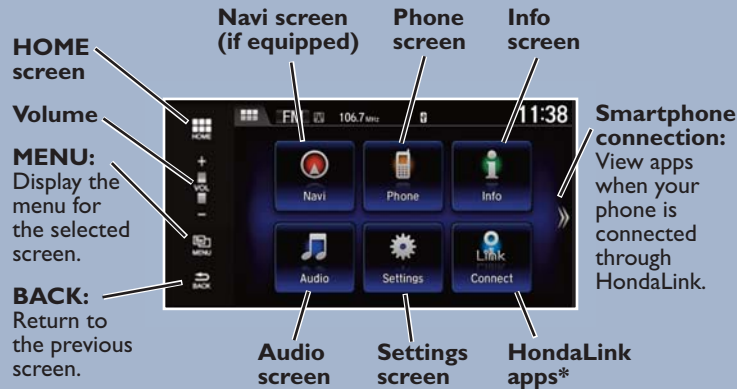 Navi screen
(if equipped)
Phone
screen
Info
screen
HOME
screen
Volume
MENU:
Display the
menu for
the selected
screen.
BACK:
Return to
the previous
screen.
HOME
+
VOL
−
MENU
BACK
FM 106.7 MHz 11:38
Navi Phone Info
Audio Settings Connect
Link
Smartphone
connection:
View apps
when your
phone is
connected
through
HondaLink.
Audio
screen
Settings
screen
HondaLink
apps*